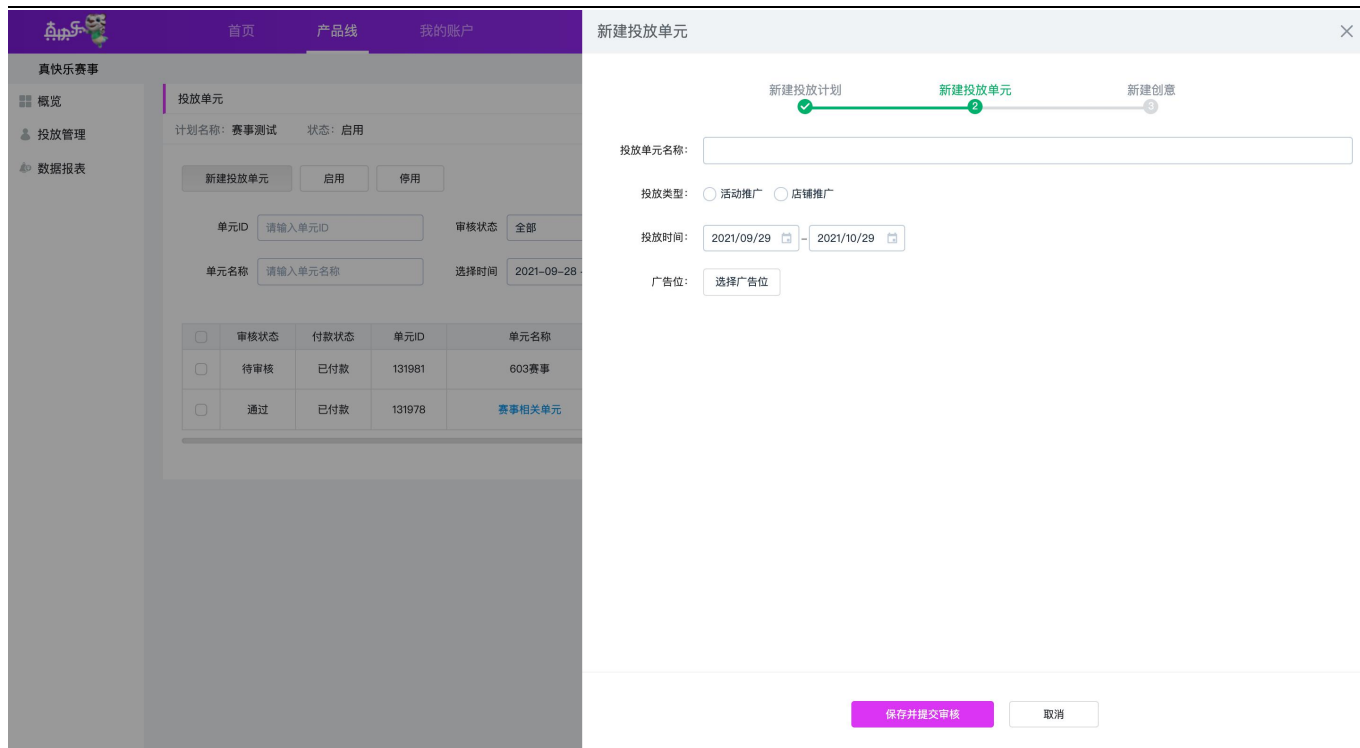 真快乐
首页 产品线 我的账户
新建投放单元
真快乐赛事
概览
投放管理
数据报表
投放单元
计划名称: 赛事测试 状态: 启用
新建投放单元 启用 停用
单元ID 请输入单元ID 审核状态 全部
单元名称 请输入单元名称 选择时间 2021-09-28 -
审核状态 付款状态 单元ID 单元名称
待审核 已付款 131981 603赛事
通过 已付款 131978 赛事相关单元
新建投放计划 新建投放单元 新建创意
2 3
投放单元名称:
投放类型: 活动推广 店铺推广
投放时间: 2021/09/29 - 2021/10/29
广告位: 选择广告位
保存并提交审核 取消